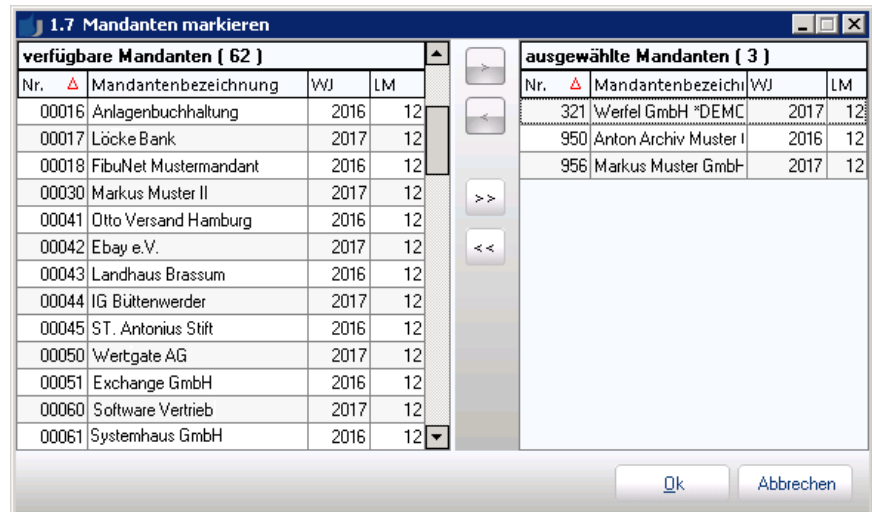 1.7 Mandanten markieren
verfügbare Mandanten ( 62 )
Nr. Mandantenbezeichnung WJ LM
00016 Anlagenbuchhaltung 2016 12
00017 Löcke Bank 2017 12
00018 FibuNet Mustermandant 2016 12
00030 Markus Muster II 2017 12
00041 Otto Versand Hamburg 2016 12
00042 Ebay e.V. 2017 12
00043 Landhaus Brassum 2016 12
00044 IG Büttenwerder 2017 12
00045 ST. Antonius Stift 2016 12
00050 Wertgate AG 2017 12
00051 Exchange GmbH 2016 12
00060 Software Vertrieb 2017 12
00061 Systemhaus GmbH 2016 12
>
<
>>
<<
ausgewählte Mandanten ( 3 )
Nr. Mandantenbezeichı WJ LM
321 Werfel GmbH *DEMC 2017 12
950 Anton Archiv Muster 2016 12
956 Markus Muster GmbH 2017 12
Ok Abbrechen